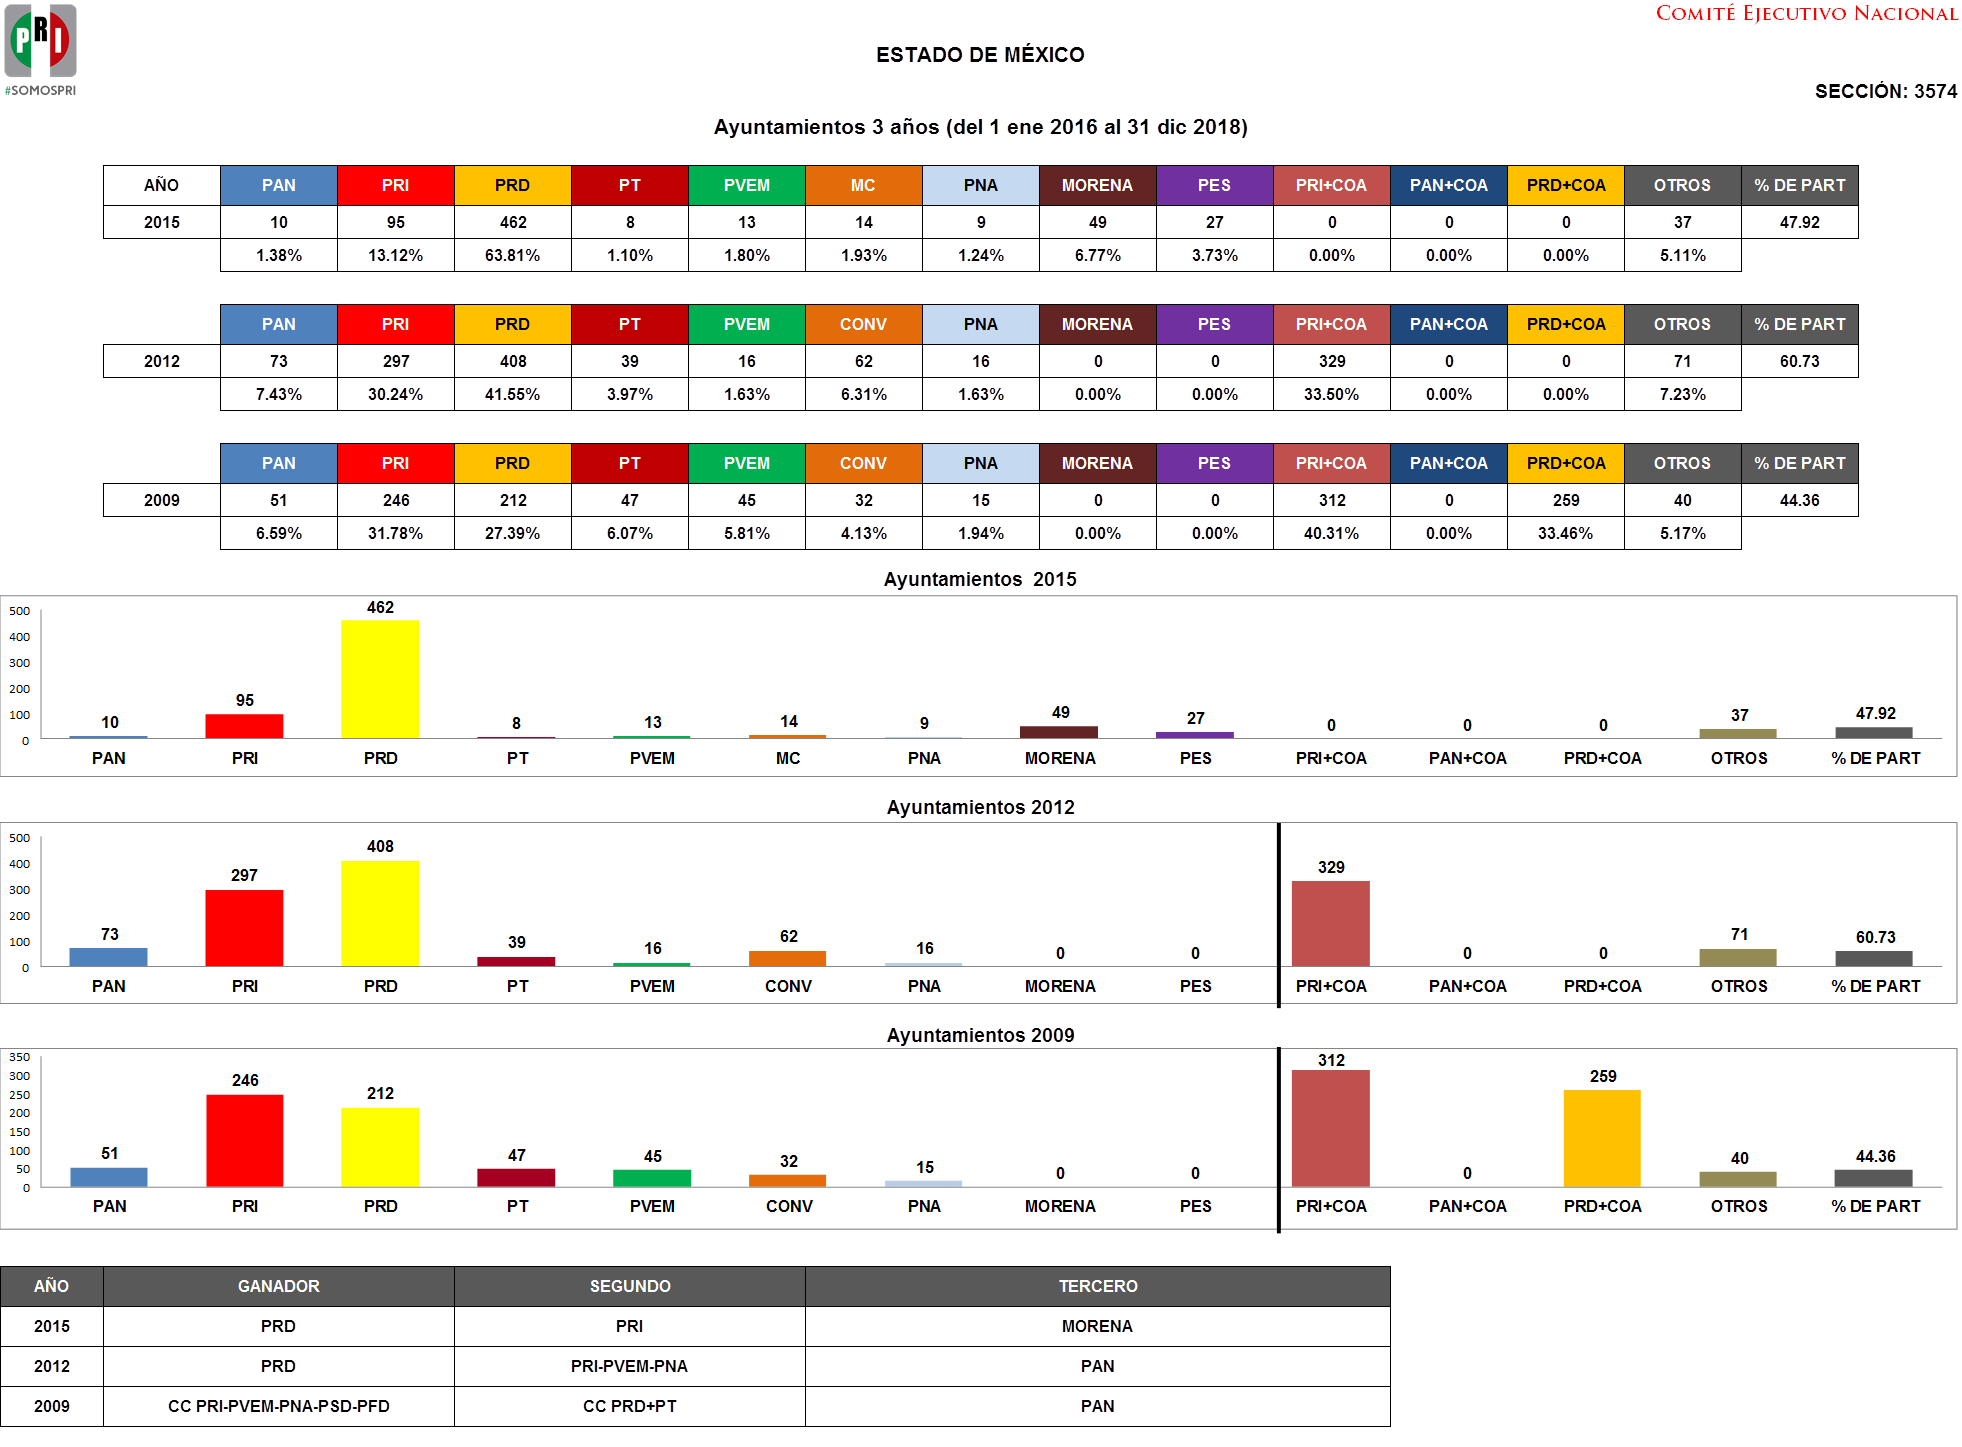 PRI
#SOMOSPRI
COMITÉ EJECUTIVO NACIONAL
ESTADO DE MÉXICO
SECCIÓN: 3574
Ayuntamientos 3 años (del 1 ene 2016 al 31 dic 2018)
AÑO PAN PRI PRD PT PVEM MC PNA MORENA PES PRI+COA PAN+COA PRD+COA OTROS % DE PART
2015 10 95 462 8 13 14 9 49 27 0 0 0 37 47.92
1.38% 13.12% 63.81% 1.10% 1.80% 1.93% 1.24% 6.77% 3.73% 0.00% 0.00% 0.00% 5.11%
PAN PRI PRD PT PVEM CONV PNA MORENA PES PRI+COA PAN+COA PRD+COA OTROS % DE PART
2012 73 297 408 39 16 62 16 0 0 329 0 0 71 60.73
7.43% 30.24% 41.55% 3.97% 1.63% 6.31% 1.63% 0.00% 0.00% 33.50% 0.00% 0.00% 7.23%
PAN PRI PRD PT PVEM CONV PNA MORENA PES PRI+COA PAN+COA PRD+COA OTROS % DE PART
2009 51 246 212 47 45 32 15 0 0 312 0 259 40 44.36
6.59% 31.78% 27.39% 6.07% 5.81% 4.13% 1.94% 0.00% 0.00% 40.31% 0.00% 33.46% 5.17%
Ayuntamientos 2015
500
400
300
200
100
0
10 95 462 8 13 14 9 49 27 0 0 0 37 47.92
PAN PRI PRD PT PVEM MC PNA MORENA PES PRI+COA PAN+COA PRD+COA OTROS % DE PART
Ayuntamientos 2012
500
400
300
200
100
0
73 297 408 39 16 62 16 0 0 329 0 0 71 60.73
PAN PRI PRD PT PVEM CONV PNA MORENA PES PRI+COA PAN+COA PRD+COA OTROS % DE PART
Ayuntamientos 2009
350
300
250
200
150
100
50
0
51 246 212 47 45 32 15 0 0 312 0 259 40 44.36
PAN PRI PRD PT PVEM CONV PNA MORENA PES PRI+COA PAN+COA PRD+COA OTROS % DE PART
AÑO GANADOR SEGUNDO TERCERO
2015 PRD PRI MORENA
2012 PRD PRI-PVEM-PNA PAN
2009 CC PRI-PVEM-PNA-PSD-PFD CC PRD+PT PAN